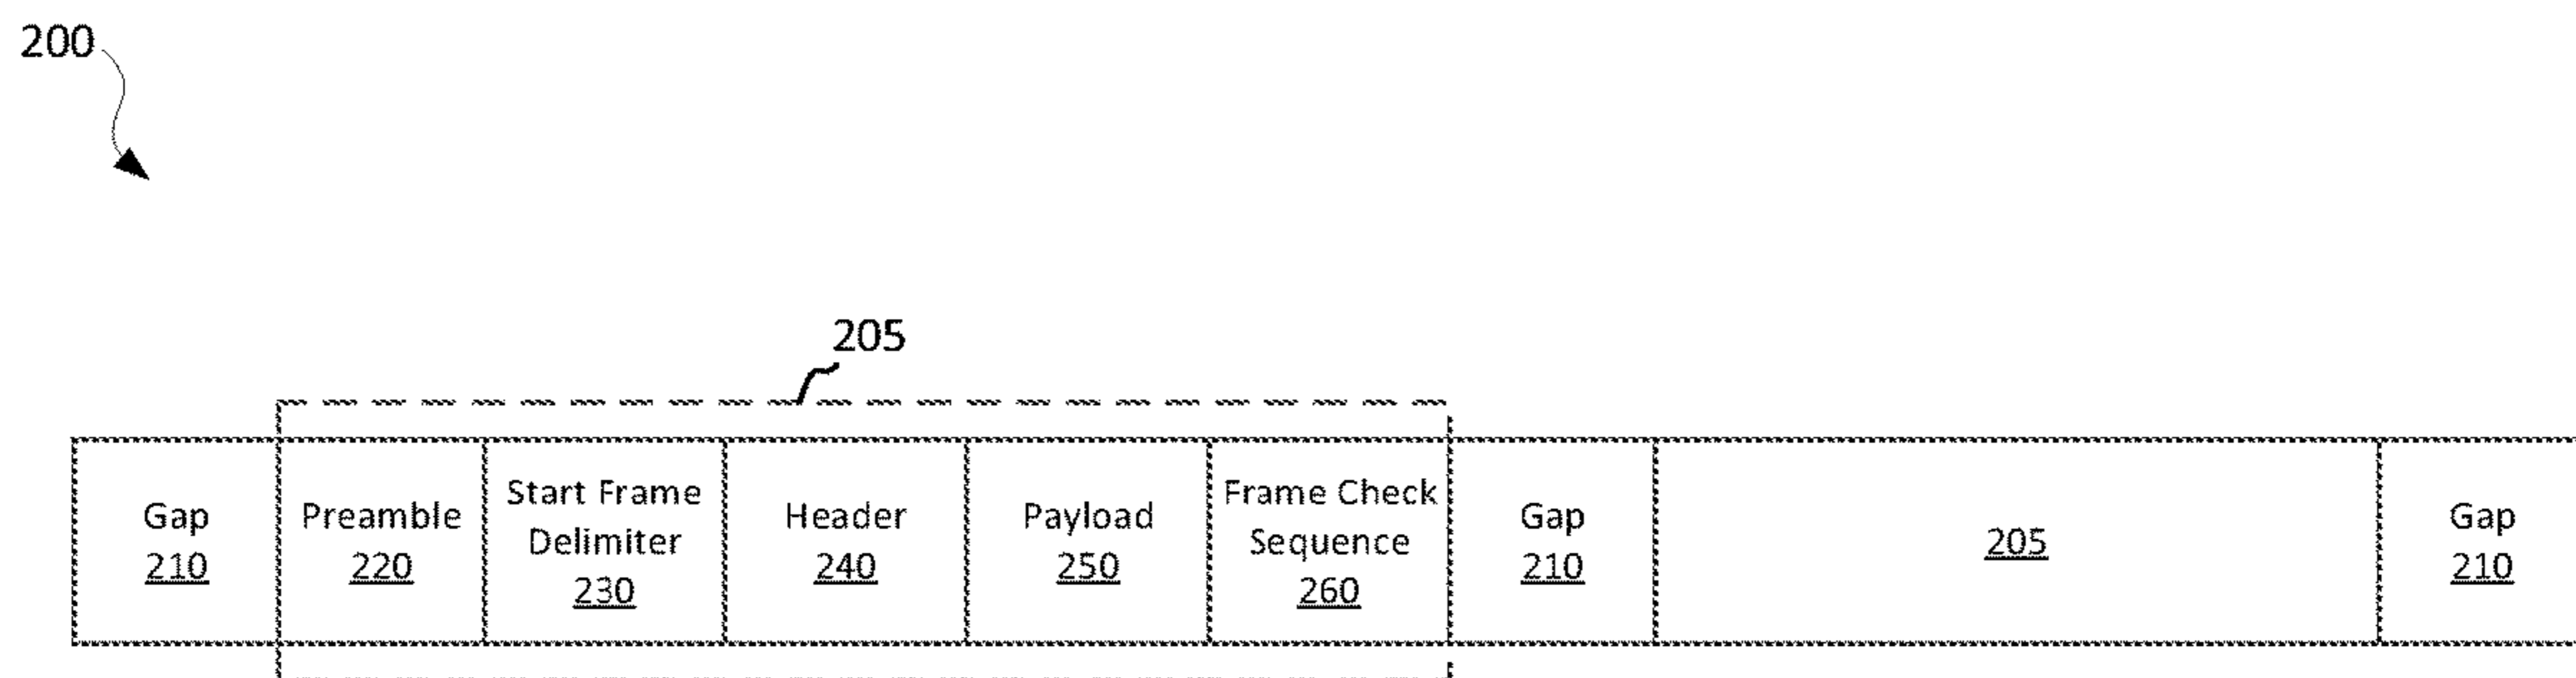 200
205
Gap
210
Preamble
220
Start Frame
Delimiter
230
Header
240
Payload
250
Frame Check
Sequence
260
Gap
210
205
Gap
210